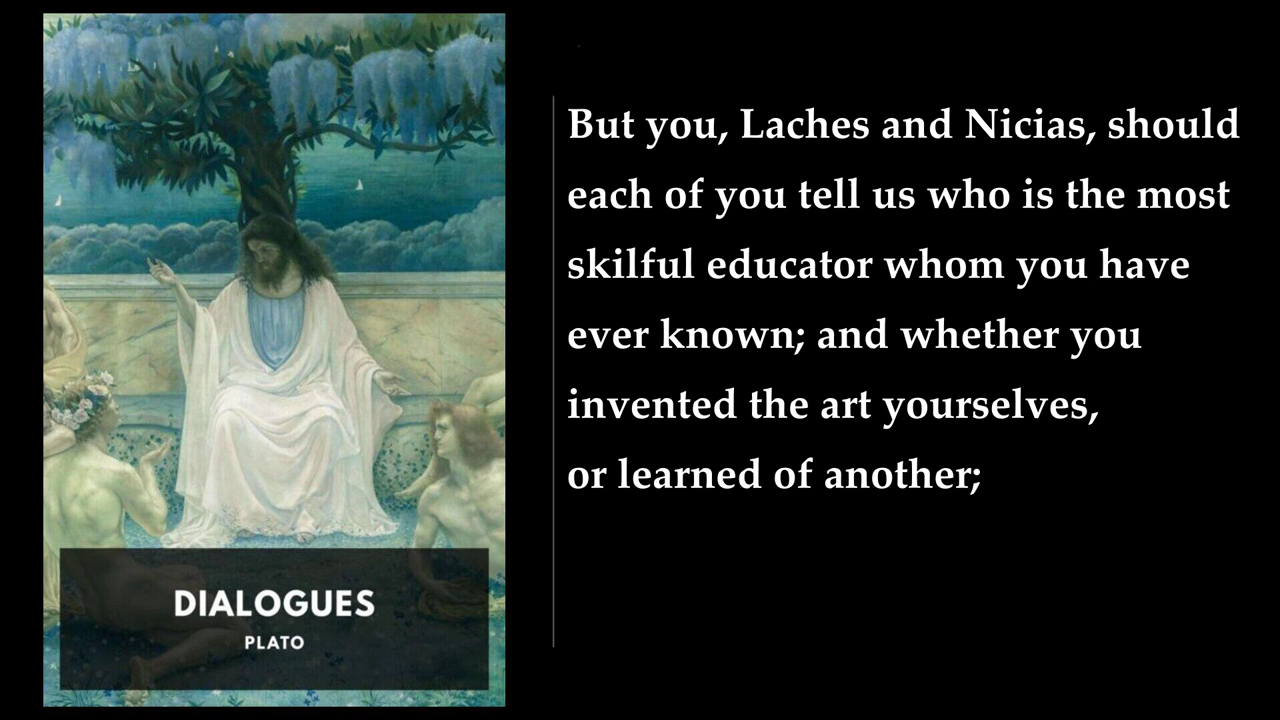 But you, Laches and Nicias, should
each of you tell us who is the most
skilful educator whom you have
ever known; and whether you
invented the art yourselves,
or learned of another;
DIALOGUES
PLATO